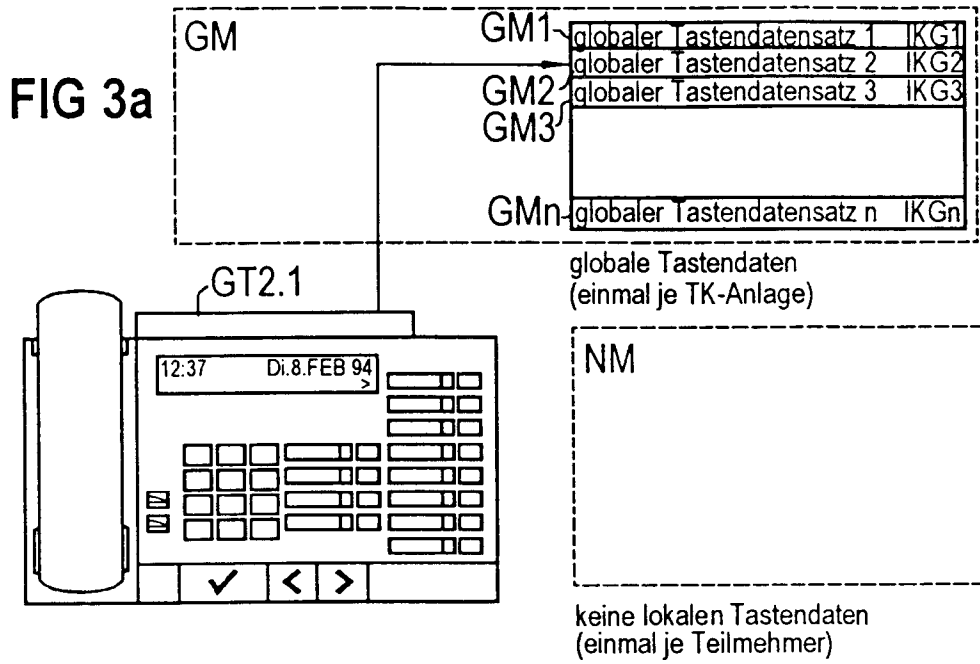 FIG 3a
GM
GM1 globaler Tastendatensatz 1 IKG1
GM2 globaler Tastendatensatz 2 IKG2
GM3 globaler Tastendatensatz 3 IKG3
GMn globaler Tastendatensatz n IKGn
globale Tastendaten
(einmal je TK-Anlage)
GT2.1
12:37 Di.8.FEB 94
>
✓ < >
NM
keine lokalen Tastendaten
(einmal je Teilmehmer)